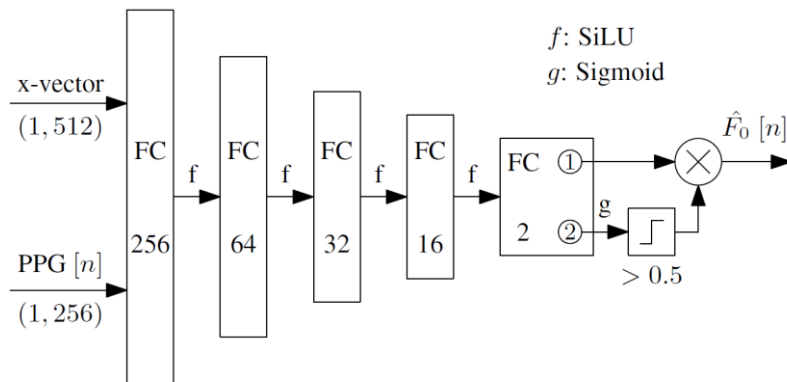 f: SiLU
g: Sigmoid
x-vector
(1, 512)
PPG [n]
(1, 256)
FC
256
f
FC
64
f
FC
32
f
FC
16
f
FC
2
1
2
g
> 0.5
F̂₀ [n]